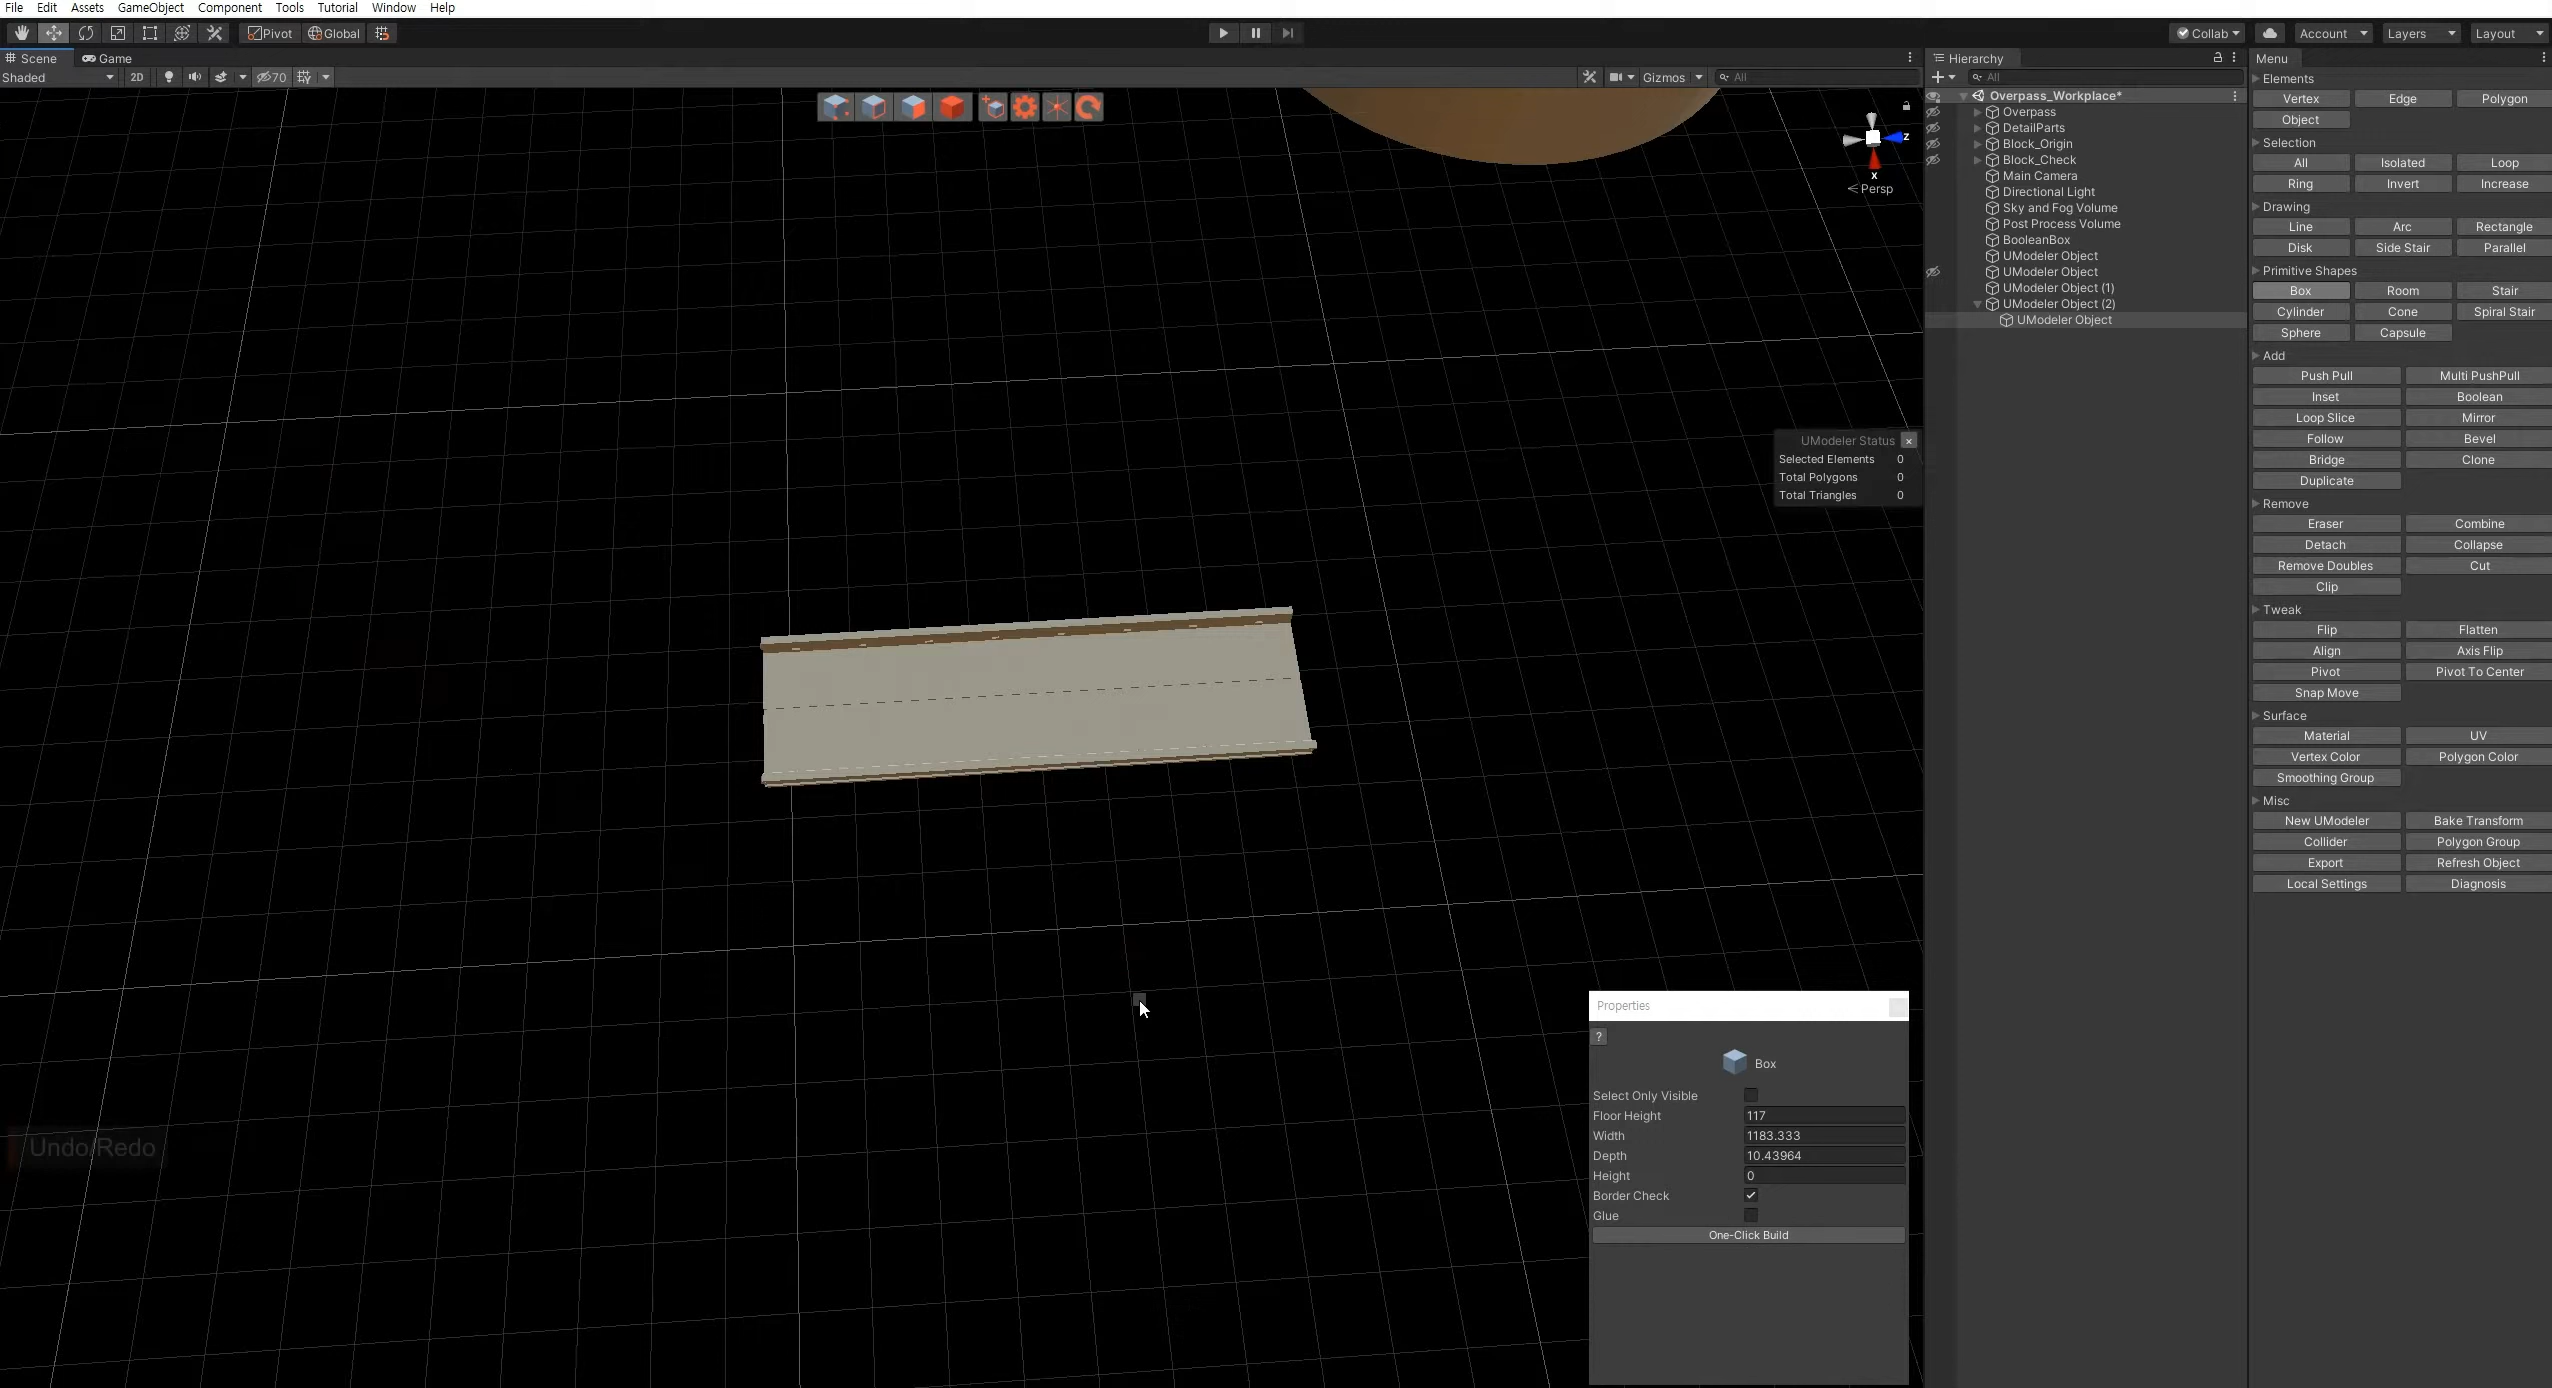 File Edit Assets GameObject Component Tools Tutorial Window Help
Pivot Global Collab Account Layers Layout
Scene Game
Shaded 2D 70 Gizmos All
x z
Persp
UModeler Status
Selected Elements 0
Total Polygons 0
Total Triangles 0
Undo/Redo
Properties
?
Box
Select Only Visible
Floor Height 117
Width 1183.333
Depth 10.43964
Height 0
Border Check
Glue
One-Click Build
Hierarchy
All
Overpass_Workplace*
Overpass
DetailParts
Block_Origin
Block_Check
Main Camera
Directional Light
Sky and Fog Volume
Post Process Volume
BooleanBox
UModeler Object
UModeler Object
UModeler Object (1)
UModeler Object (2)
UModeler Object
Menu
Elements
Vertex Edge Polygon
Object
Selection
All Isolated Loop
Ring Invert Increase
Drawing
Line Arc Rectangle
Disk Side Stair Parallel
Primitive Shapes
Box Room Stair
Cylinder Cone Spiral Stair
Sphere Capsule
Add
Push Pull Multi PushPull
Inset Boolean
Loop Slice Mirror
Follow Bevel
Bridge Clone
Duplicate
Remove
Eraser Combine
Detach Collapse
Remove Doubles Cut
Clip
Tweak
Flip Flatten
Align Axis Flip
Pivot Pivot To Center
Snap Move
Surface
Material UV
Vertex Color Polygon Color
Smoothing Group
Misc
New UModeler Bake Transform
Collider Polygon Group
Export Refresh Object
Local Settings Diagnosis